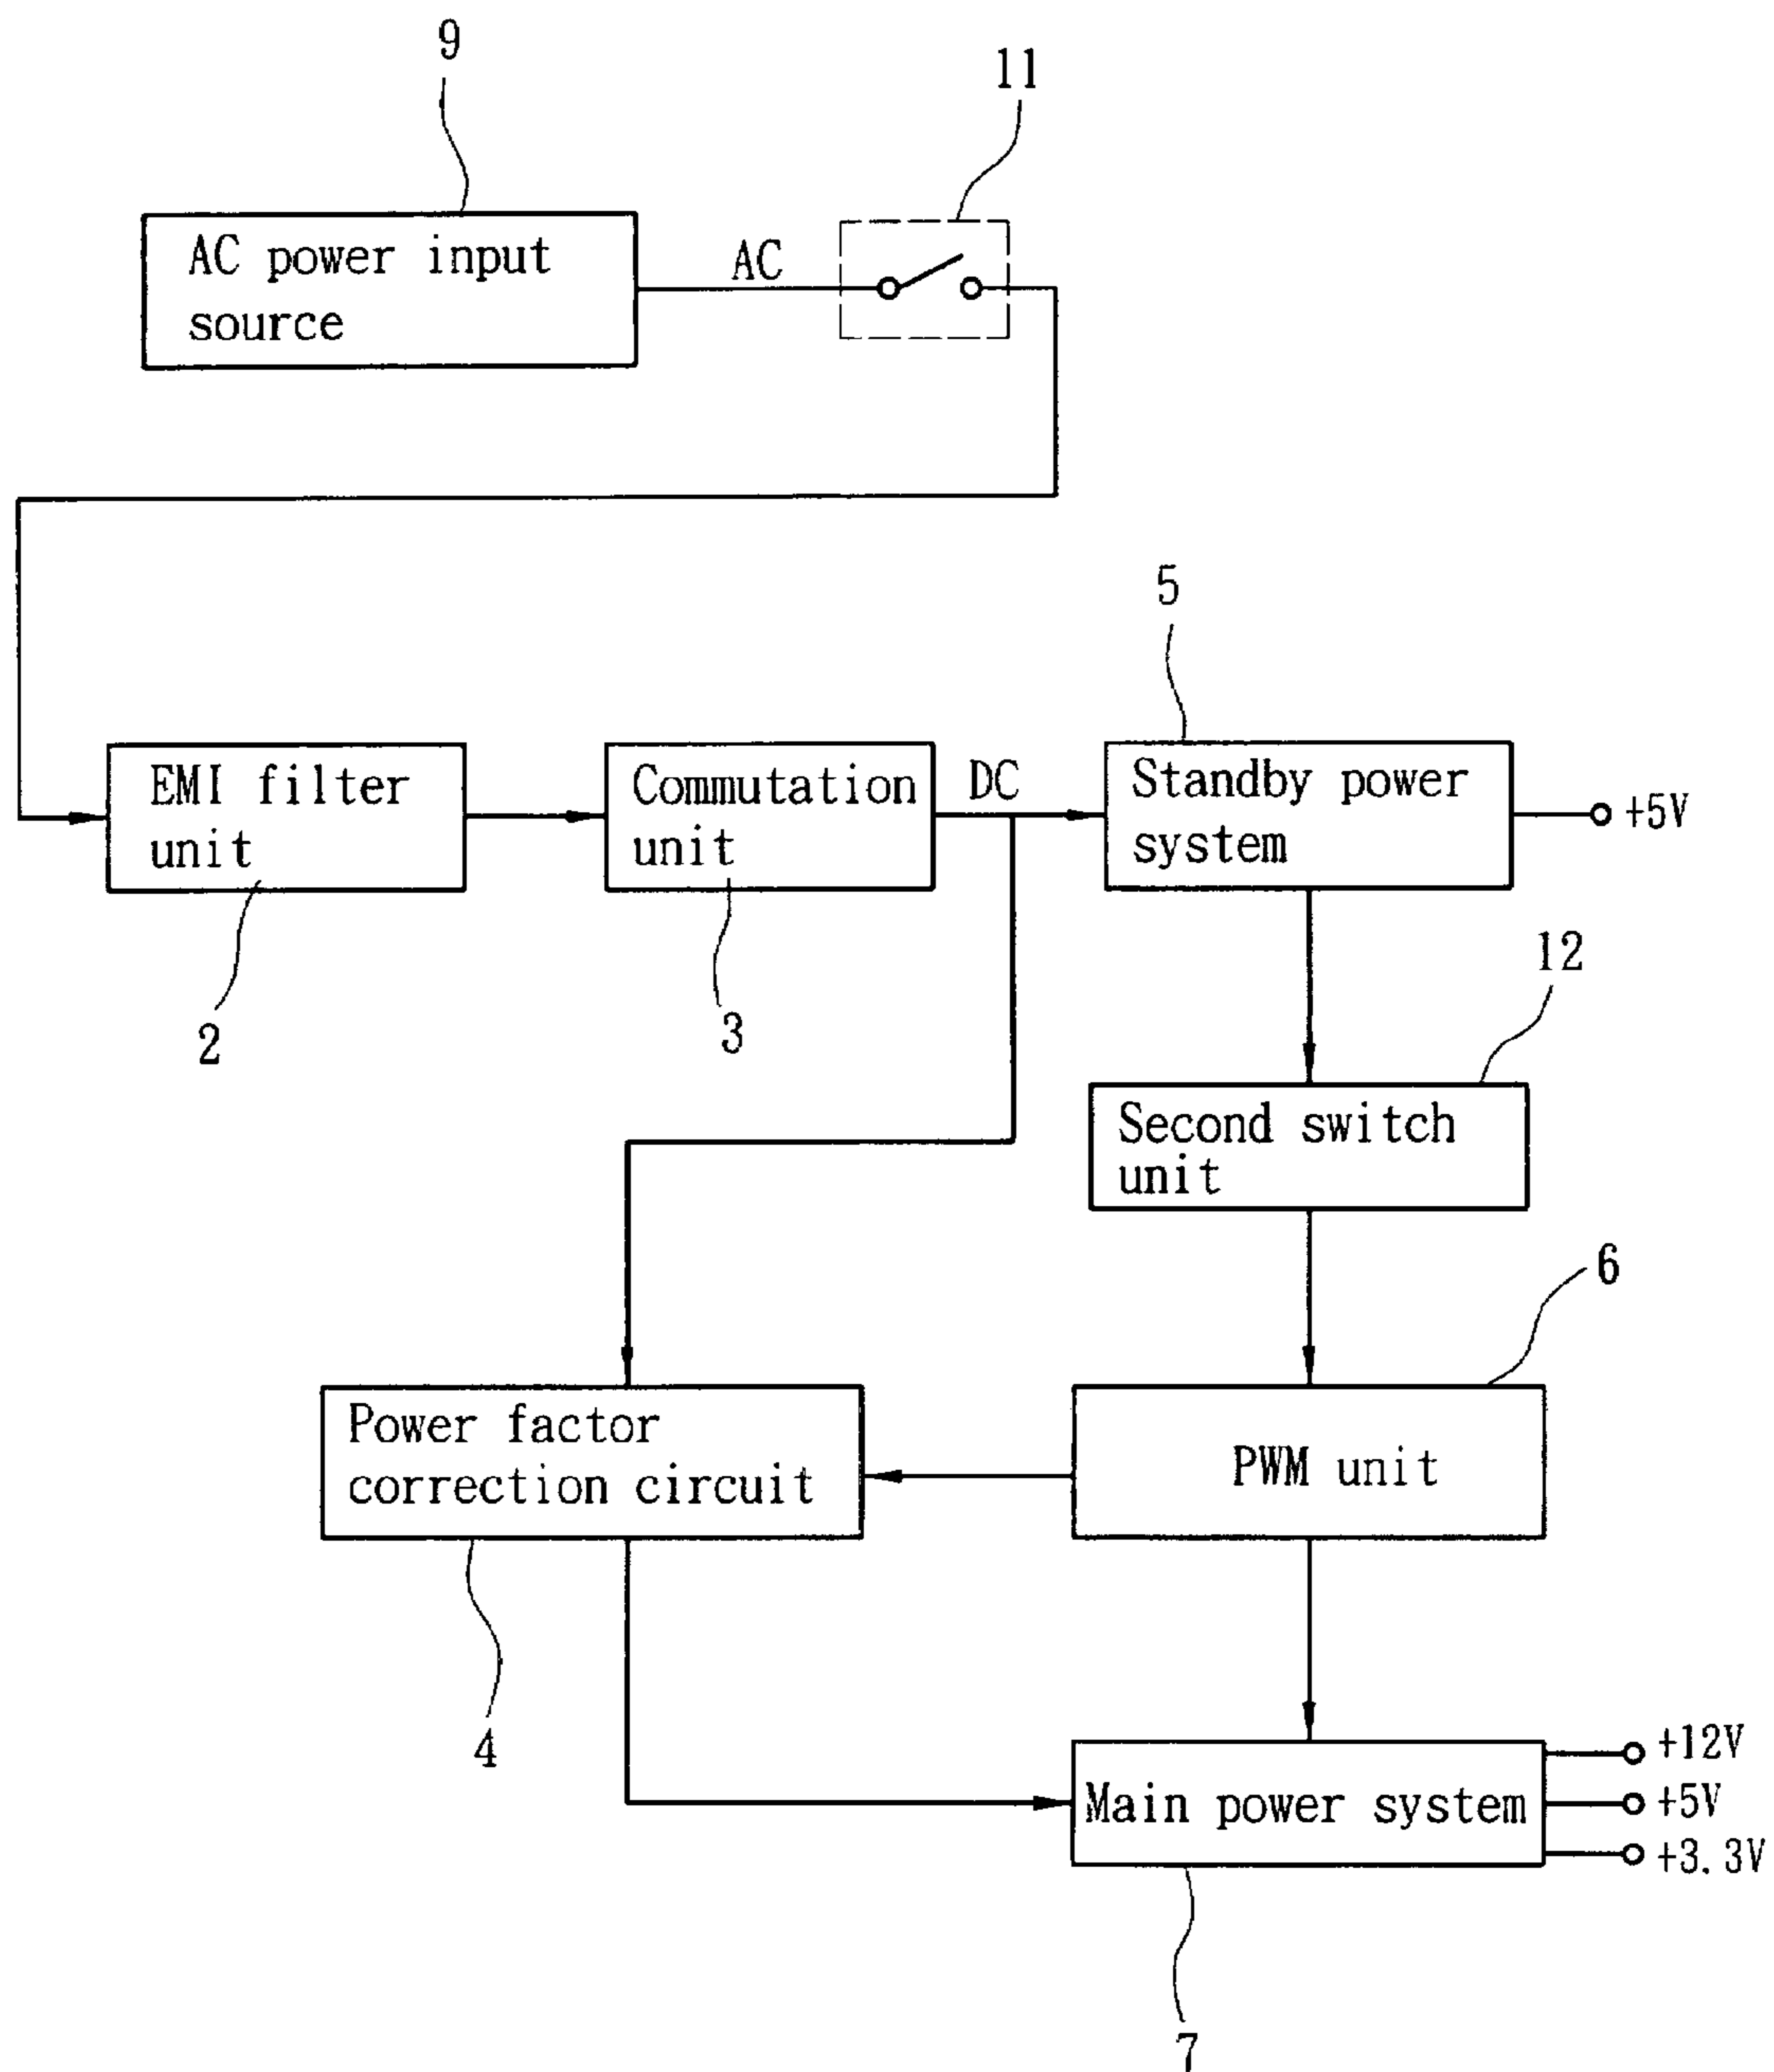 9
11
AC power input
source
AC
5
EMI filter
unit
Commutation
unit
DC
Standby power
system
+5V
2
3
12
Second switch
unit
6
Power factor
correction circuit
PWM unit
4
Main power system
+12V
+5V
+3.3V
7